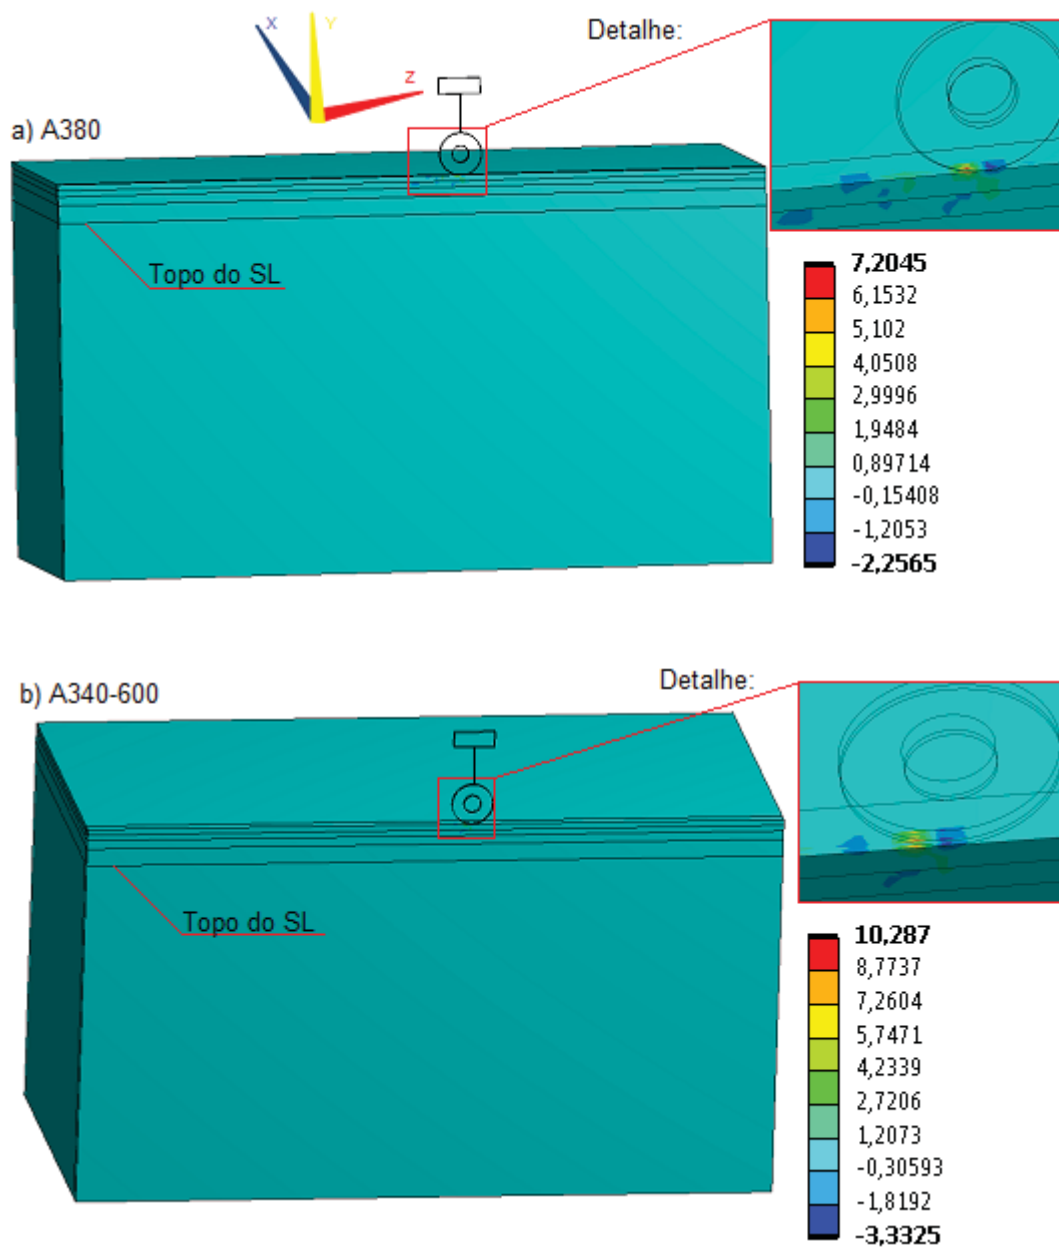 Detalhe:
X
Y
Z
a) A380
Topo do SL
7,2045
6,1532
5,102
4,0508
2,9996
1,9484
0,89714
-0,15408
-1,2053
-2,2565
b) A340-600
Detalhe:
Topo do SL
10,287
8,7737
7,2604
5,7471
4,2339
2,7206
1,2073
-0,30593
-1,8192
-3,3325